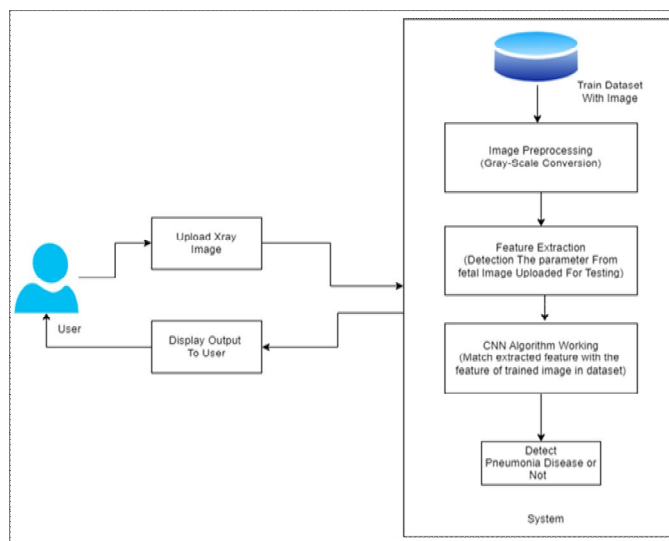 Train Dataset
With Image
Image Preprocessing
(Gray-Scale Conversion)
Upload Xray
Image
Feature Extraction
(Detection The parameter From
fetal Image Uploaded For Testing)
User
Display Output
To User
CNN Algorithm Working
(Match extracted feature with the
feature of trained image in dataset)
Detect
Pneumonia Disease or
Not
System